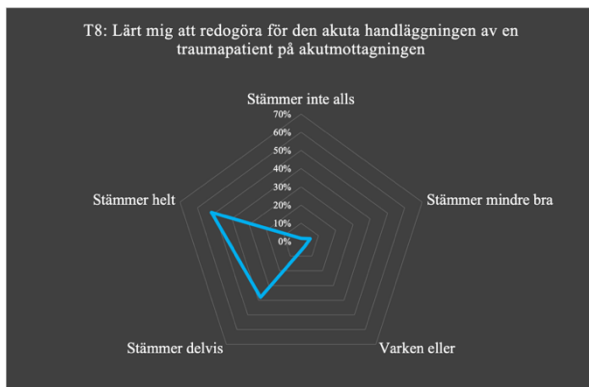 T8: Lärt mig att redogöra för den akuta handläggningen av en
traumapatient på akutmottagningen
Stämmer inte alls
70%
60%
50%
40%
30%
20%
10%
0%
Stämmer helt
Stämmer mindre bra
Stämmer delvis
Varken eller